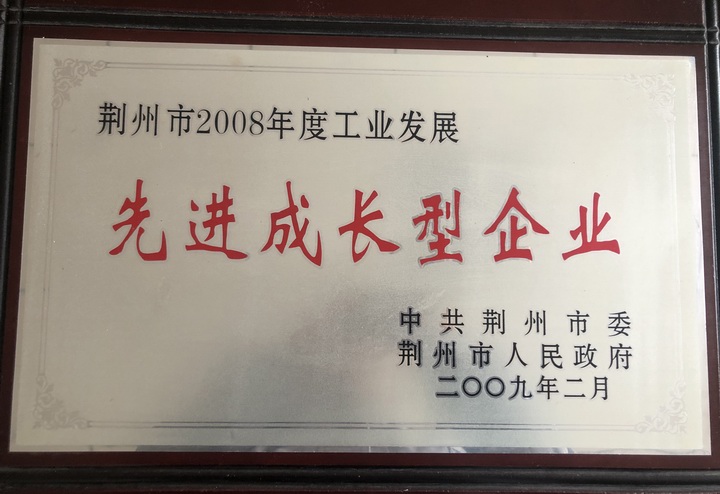 荆州市2008年度工业发展
先进成长型企业
中共荆州市委
荆州市人民政府
二〇〇九年二月